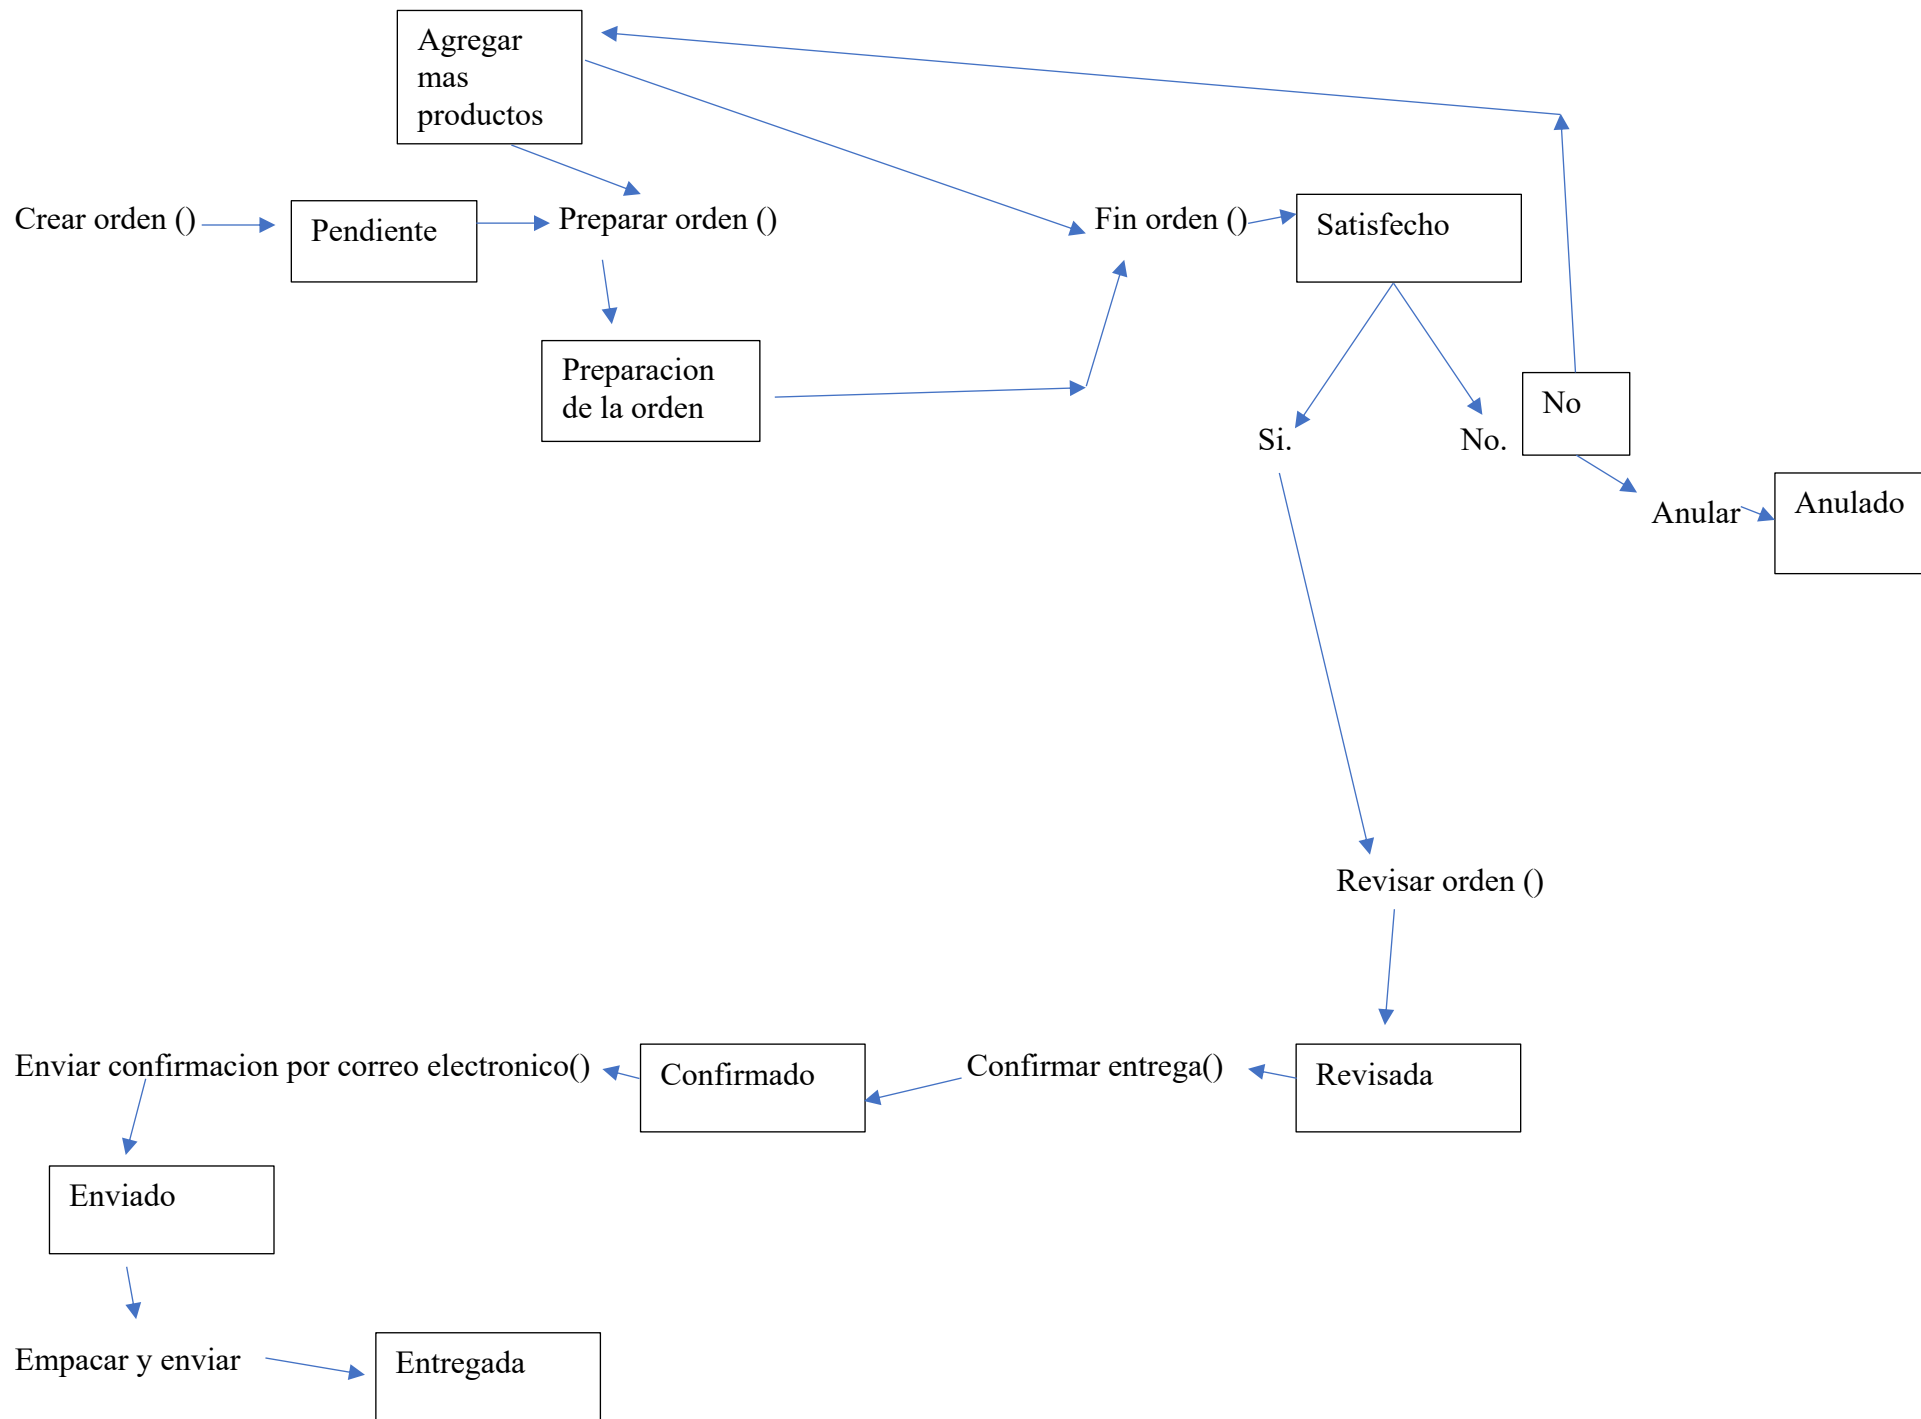 Agregar
mas
productos
Crear orden ()
Pendiente
Preparar orden ()
Fin orden ()
Satisfecho
Preparacion
de la orden
Si.
No.
No
Anular
Anulado
Revisar orden ()
Enviar confirmacion por correo electronico()
Confirmado
Confirmar entrega()
Revisada
Enviado
Empacar y enviar
Entregada